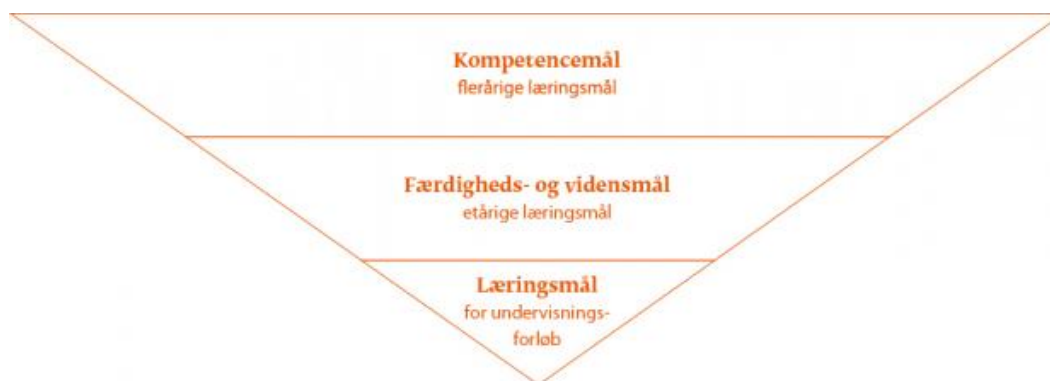 Kompetencemål
flerårige læringsmål
Færdigheds- og vidensmål
etårige læringsmål
Læringsmål
for undervisnings-
forløb